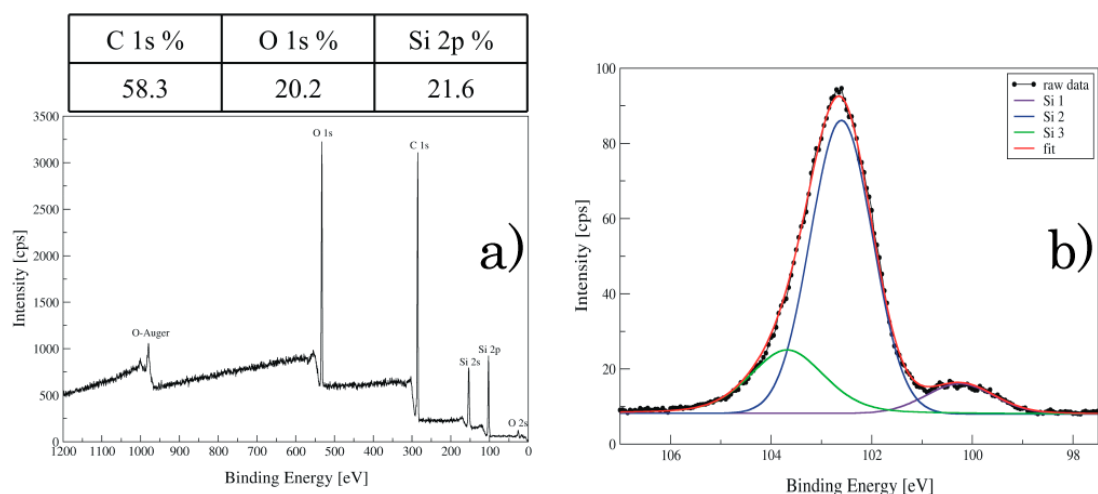 C 1s % O 1s % Si 2p %
58.3 20.2 21.6
3500
3000
2500
2000
1500
1000
500
0
Intensity [cps]
O 1s
C 1s
O-Auger
Si 2s
Si 2p
O 2s
a)
1200 1100 1000 900 800 700 600 500 400 300 200 100 0
Binding Energy [eV]
100
80
60
40
20
0
Intensity [cps]
raw data
Si 1
Si 2
Si 3
fit
b)
106 104 102 100 98
Binding Energy [eV]